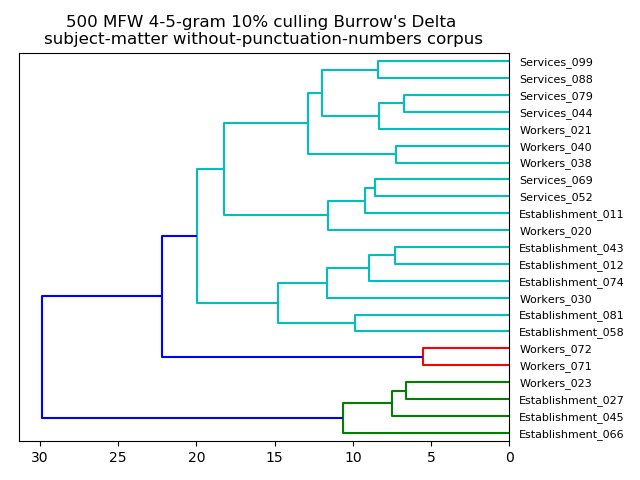 500 MFW 4-5-gram 10% culling Burrow's Delta
subject-matter without-punctuation-numbers corpus
Services_099
Services_088
Services_079
Services_044
Workers_021
Workers_040
Workers_038
Services_069
Services_052
Establishment_011
Workers_020
Establishment_043
Establishment_012
Establishment_074
Workers_030
Establishment_081
Establishment_058
Workers_072
Workers_071
Workers_023
Establishment_027
Establishment_045
Establishment_066
30 25 20 15 10 5 0